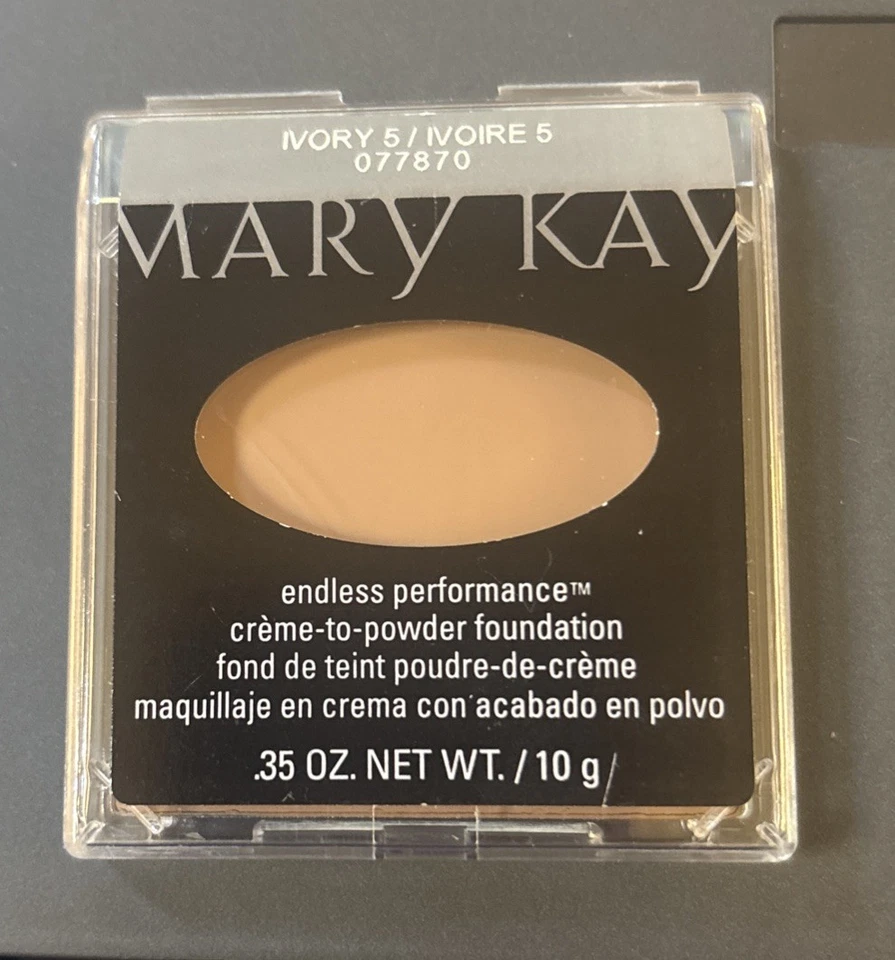 IVORY 5 / IVOIRE 5
077870
MARY KAY
endless performance™
crème-to-powder foundation
fond de teint poudre-de-crème
maquillaje en crema con acabado en polvo
.35 OZ. NET WT. / 10 g